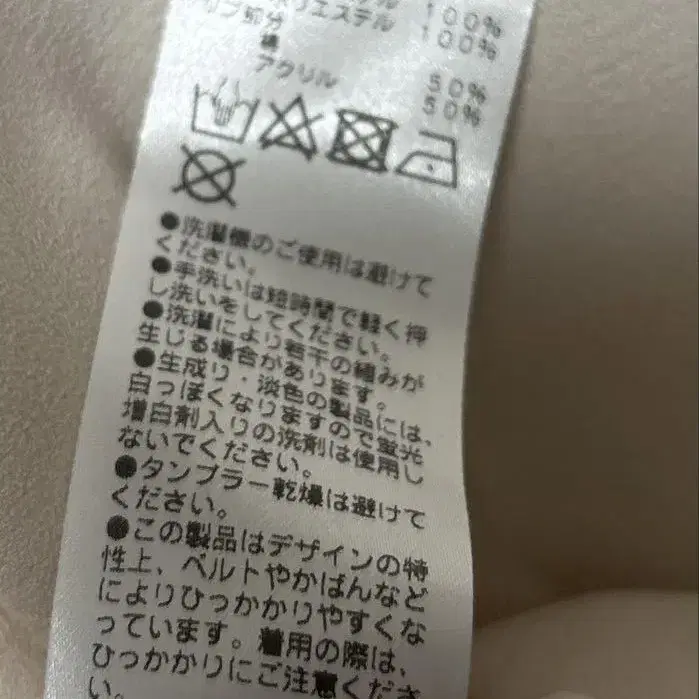 100%
リブ部分 ポリエステル 100%
綿 50%
アクリル 50%
●洗濯機のご使用は避けて
ください。
●手洗いは短時間で軽く押
し洗いをしてください。
●洗濯により若干の縮みが
生じる場合があります。
●生成り・淡色の製品には、
白っぽくなりますので蛍光
増白剤入りの洗剤は使用し
ないでください。
●タンブラー乾燥は避けて
ください。
●この製品はデザインの特
性上、ベルトやかばんなど
によりひっかかりやすくな
っています。着用の際は、
ひっかかりにご注意くださ
い。